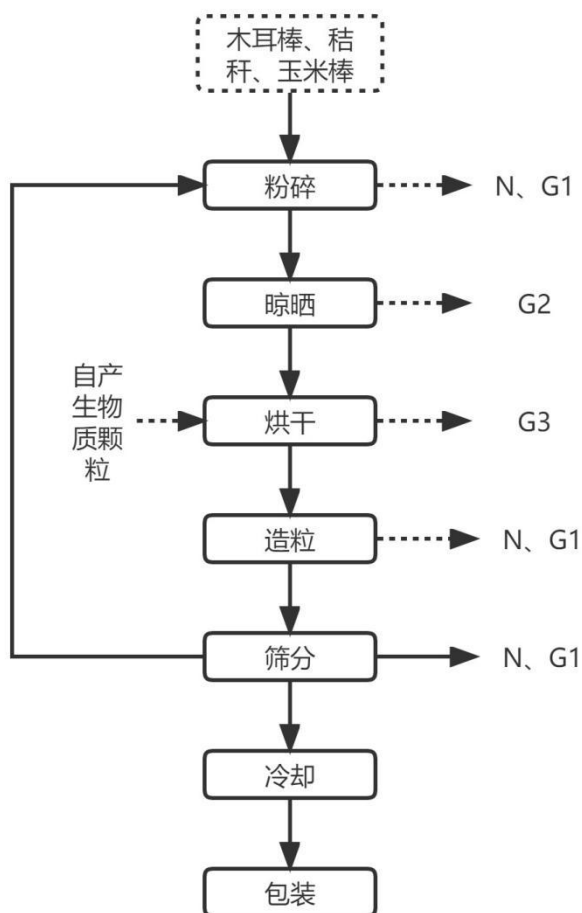 木耳棒、秸
秆、玉米棒
粉碎
N、G1
晾晒
G2
自产
生物
质颗
粒
烘干
G3
造粒
N、G1
筛分
N、G1
冷却
包装